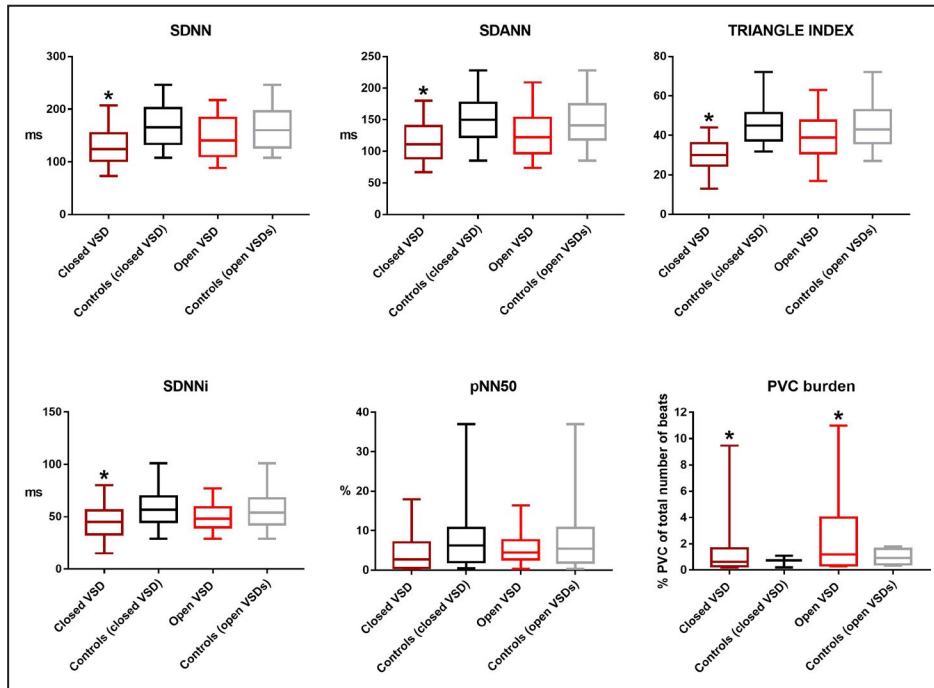 SDNN
300
200
ms
100
0
*
Closed VSD
Controls (closed VSD)
Open VSD
Controls (open VSDs)
SDANN
250
200
150
ms
100
50
0
*
Closed VSD
Controls (closed VSD)
Open VSD
Controls (open VSDs)
TRIANGLE INDEX
80
60
40
20
0
*
Closed VSD
Controls (closed VSD)
Open VSD
Controls (open VSDs)
SDNNi
150
100
ms
50
0
*
Closed VSD
Controls (closed VSD)
Open VSD
Controls (open VSDs)
pNN50
40
30
%
20
10
0
Closed VSD
Controls (closed VSD)
Open VSD
Controls (open VSDs)
PVC burden
% PVC of total number of beats
12
10
8
6
4
2
0
*
*
Closed VSD
Controls (closed VSD)
Open VSD
Controls (open VSDs)